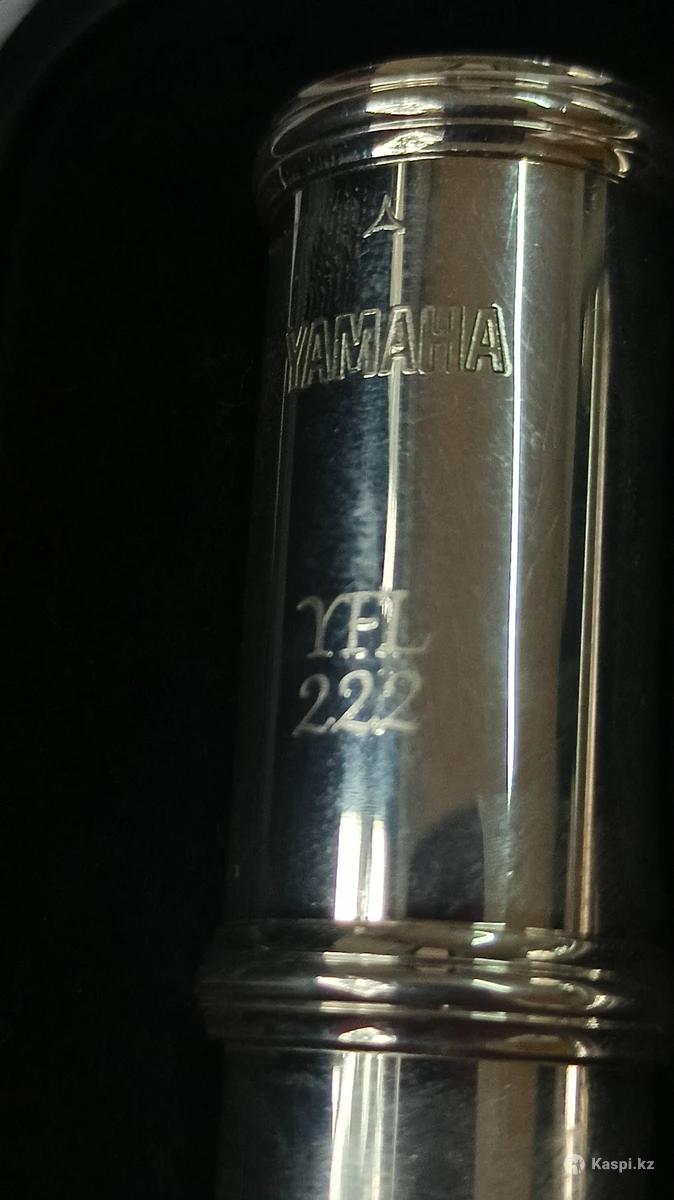 YAMAHA
YFL
222
Kaspi.kz